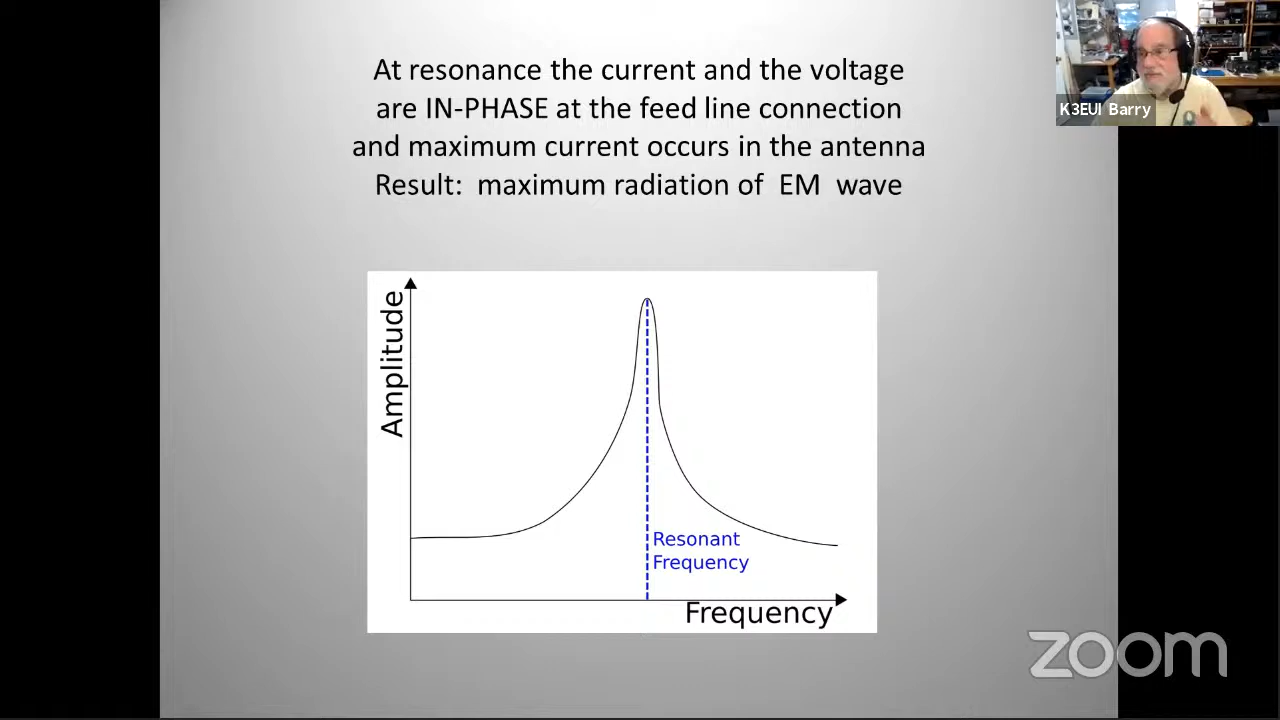 At resonance the current and the voltage
are IN-PHASE at the feed line connection
and maximum current occurs in the antenna
Result: maximum radiation of EM wave
K3EUI Barry
Amplitude
Resonant
Frequency
Frequency
zoom